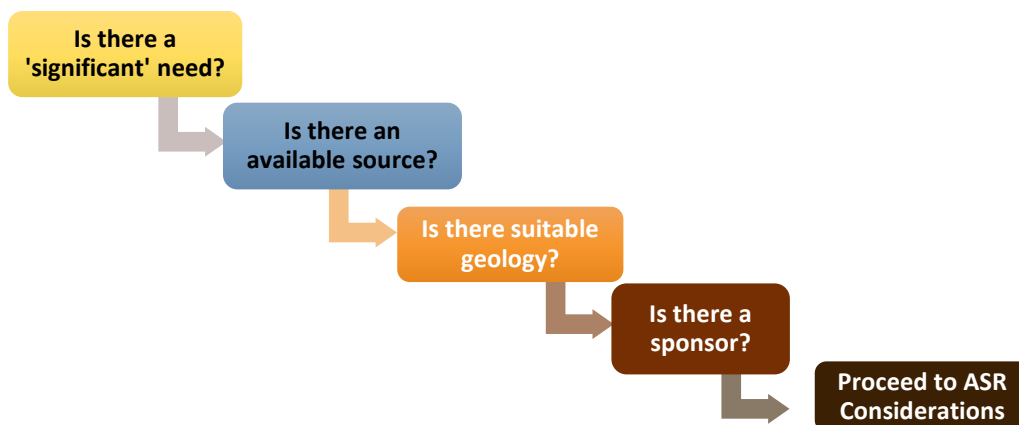 Is there a
'significant' need?
Is there an
available source?
Is there suitable
geology?
Is there a
sponsor?
Proceed to ASR
Considerations